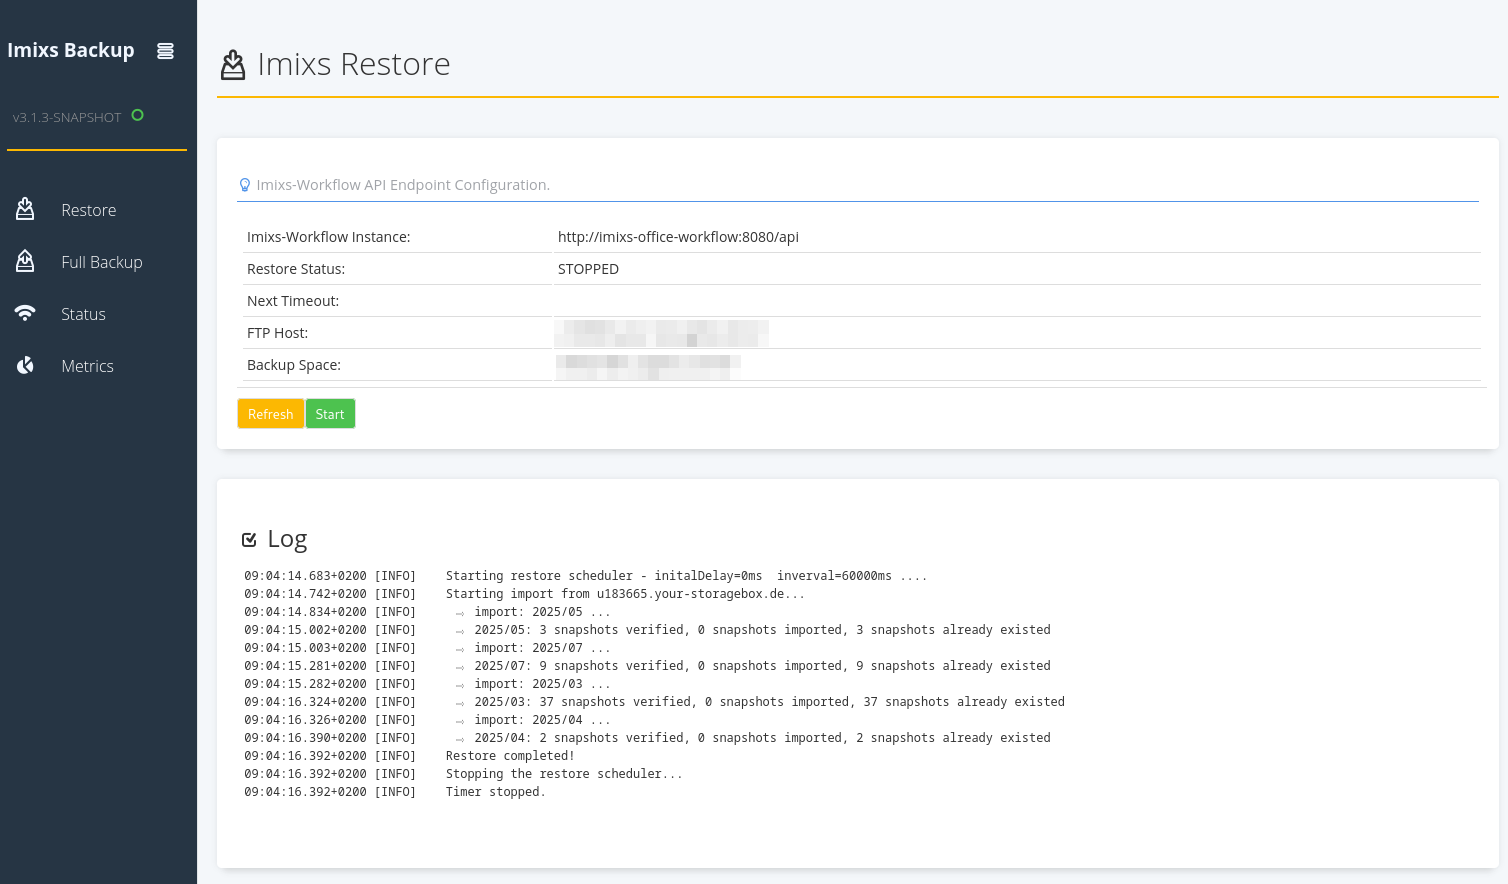 Imixs Backup
v3.1.3-SNAPSHOT
Restore
Full Backup
Status
Metrics
Imixs Restore
Imixs-Workflow API Endpoint Configuration.
Imixs-Workflow Instance: http://imixs-office-workflow:8080/api
Restore Status: STOPPED
Next Timeout:
FTP Host:
Backup Space:
Refresh Start
Log
09:04:14.683+0200 [INFO] Starting restore scheduler - initalDelay=0ms inverval=60000ms ....
09:04:14.742+0200 [INFO] Starting import from u183665.your-storagebox.de...
09:04:14.834+0200 [INFO] → import: 2025/05 ...
09:04:15.002+0200 [INFO] → 2025/05: 3 snapshots verified, 0 snapshots imported, 3 snapshots already existed
09:04:15.003+0200 [INFO] → import: 2025/07 ...
09:04:15.281+0200 [INFO] → 2025/07: 9 snapshots verified, 0 snapshots imported, 9 snapshots already existed
09:04:15.282+0200 [INFO] → import: 2025/03 ...
09:04:16.324+0200 [INFO] → 2025/03: 37 snapshots verified, 0 snapshots imported, 37 snapshots already existed
09:04:16.326+0200 [INFO] → import: 2025/04 ...
09:04:16.390+0200 [INFO] → 2025/04: 2 snapshots verified, 0 snapshots imported, 2 snapshots already existed
09:04:16.392+0200 [INFO] Restore completed!
09:04:16.392+0200 [INFO] Stopping the restore scheduler...
09:04:16.392+0200 [INFO] Timer stopped.